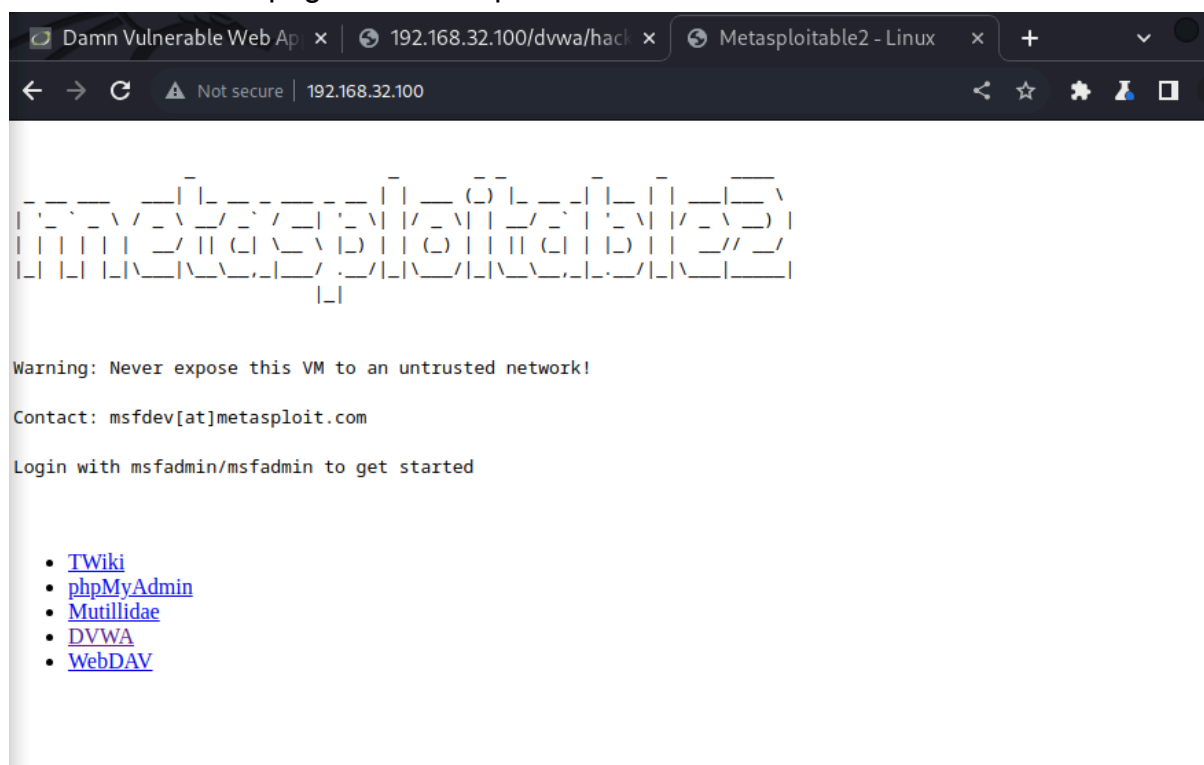 Damn Vulnerable Web Ap
192.168.32.100/dvwa/hack
Metasploitable2 - Linux
Not secure | 192.168.32.100
metasploitable2
Warning: Never expose this VM to an untrusted network!
Contact: msfdev[at]metasploit.com
Login with msfadmin/msfadmin to get started
TWiki
phpMyAdmin
Mutillidae
DVWA
WebDAV